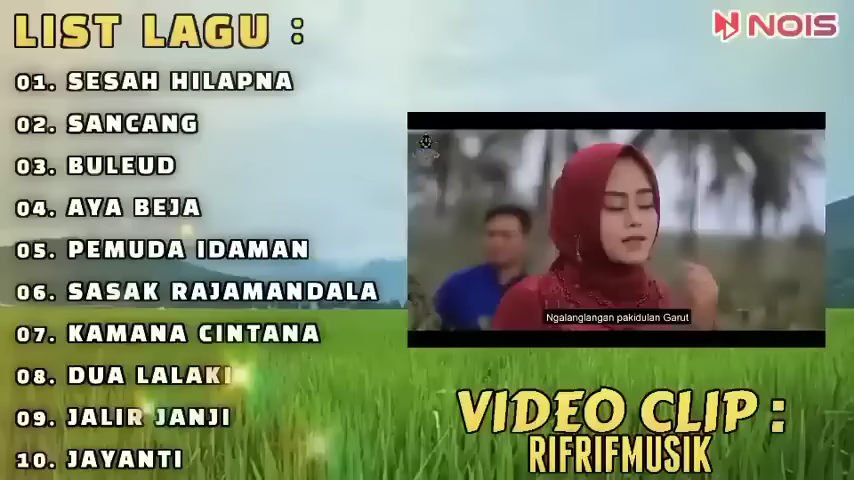 LIST LAGU :
01. SESAH HILAPNA
02. SANCANG
03. BULEUD
04. AYA BEJA
05. PEMUDA IDAMAN
06. SASAK RAJAMANDALA
07. KAMANA CINTANA
08. DUA LALAKI
09. JALIR JANJI
10. JAYANTI
NOIS
Ngalanglangan pakidulan Garut
VIDEO CLIP :
RIFRIFMUSIK